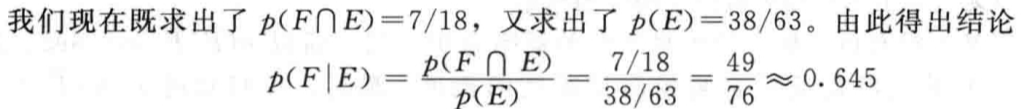 我们现在既求出了 p(F∩E)=7/18，又求出了 p(E)=38/63。由此得出结论
p(F|E) = p(F ∩ E)/p(E) = 7/18/38/63 = 49/76 ≈ 0.645